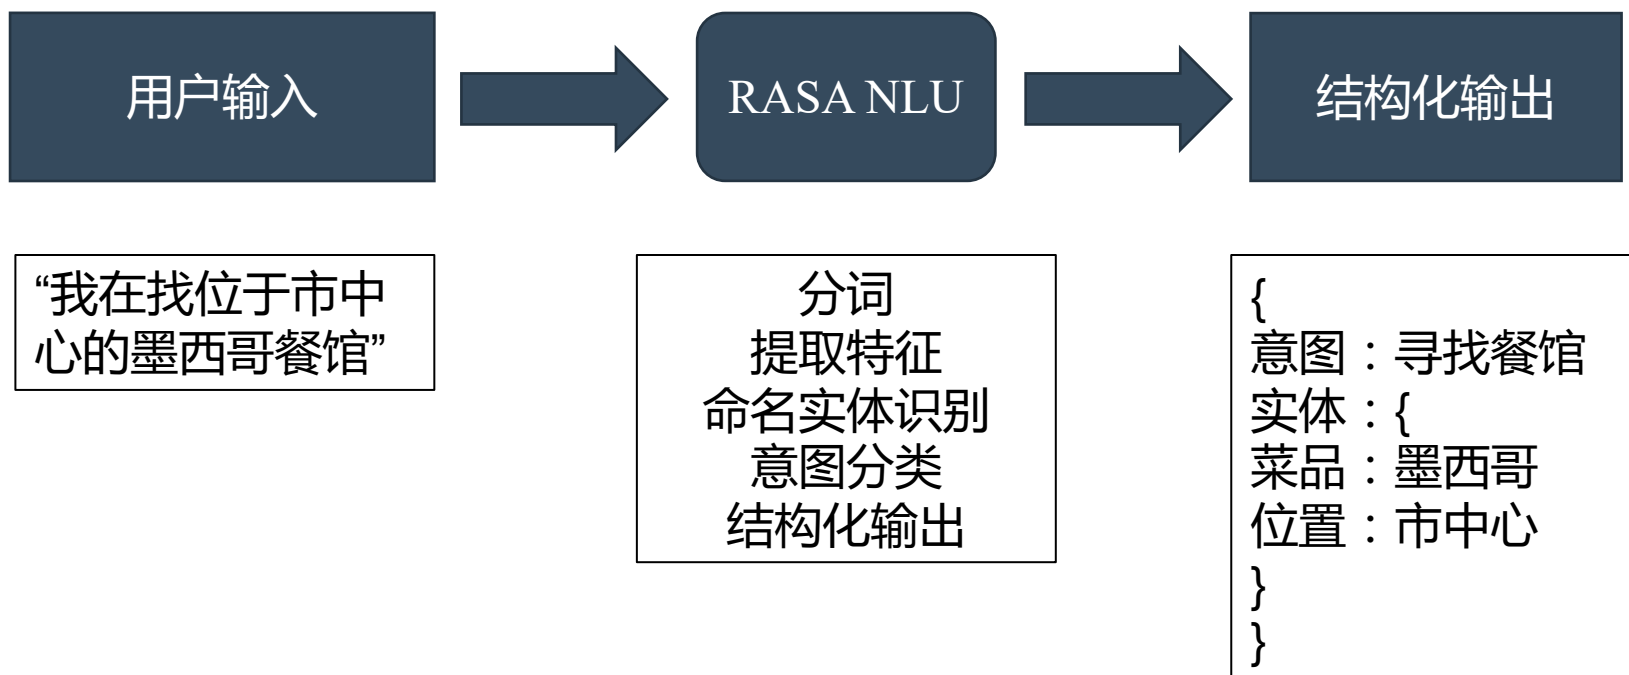 用户输入
RASA NLU
结构化输出
“我在找位于市中
心的墨西哥餐馆”
分词
提取特征
命名实体识别
意图分类
结构化输出
{
意图：寻找餐馆
实体：{
菜品：墨西哥
位置：市中心
}
}